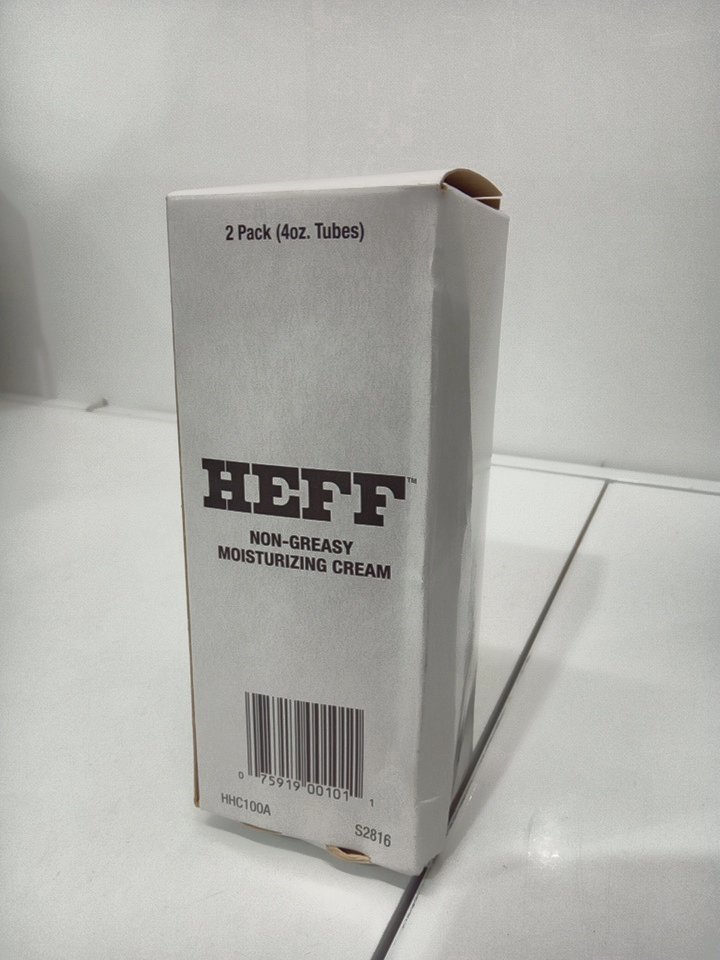 2 Pack (4oz. Tubes)
HEFF™
NON-GREASY
MOISTURIZING CREAM
0 75919 00101 1
HHC100A
S2816